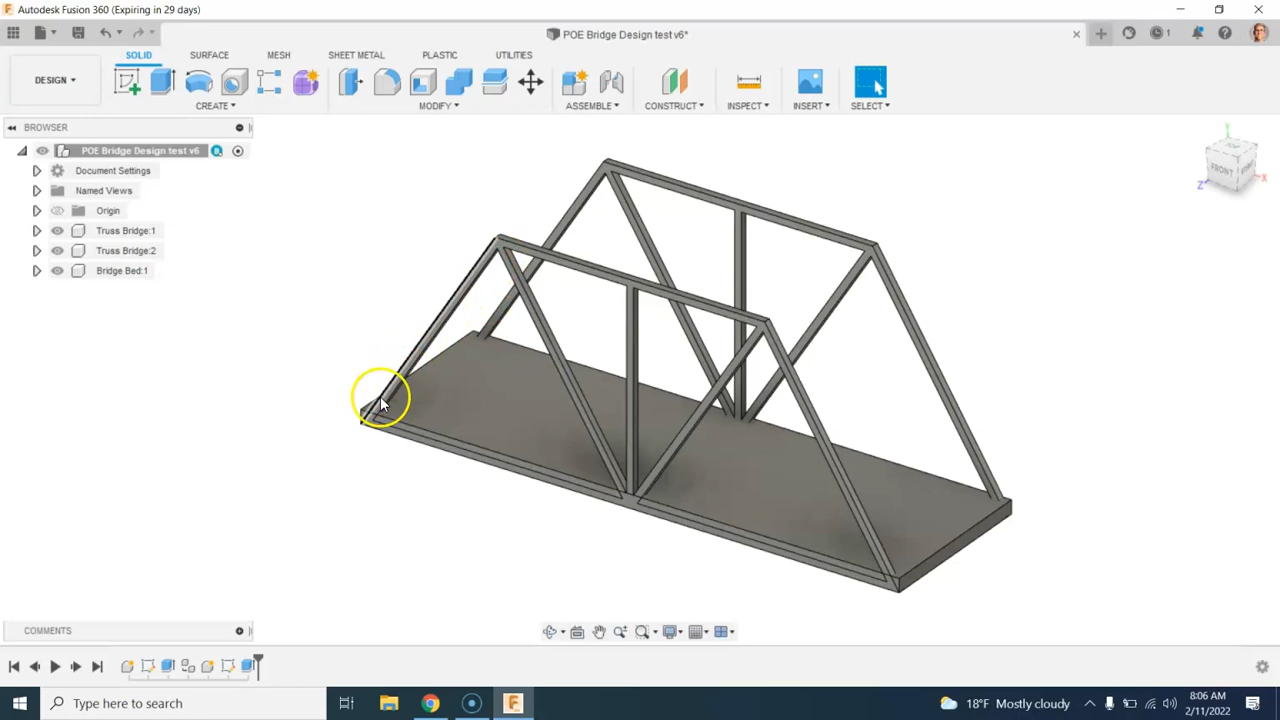 Autodesk Fusion 360 (Expiring in 29 days)
POE Bridge Design test v6*
1
SOLID SURFACE MESH SHEET METAL PLASTIC UTILITIES
DESIGN
CREATE MODIFY ASSEMBLE CONSTRUCT INSPECT INSERT SELECT
BROWSER
POE Bridge Design test v6
Document Settings
Named Views
Origin
Truss Bridge:1
Truss Bridge:2
Bridge Bed:1
Y
FRONT
Z
X
COMMENTS
Type here to search
18°F Mostly cloudy
8:06 AM
2/11/2022